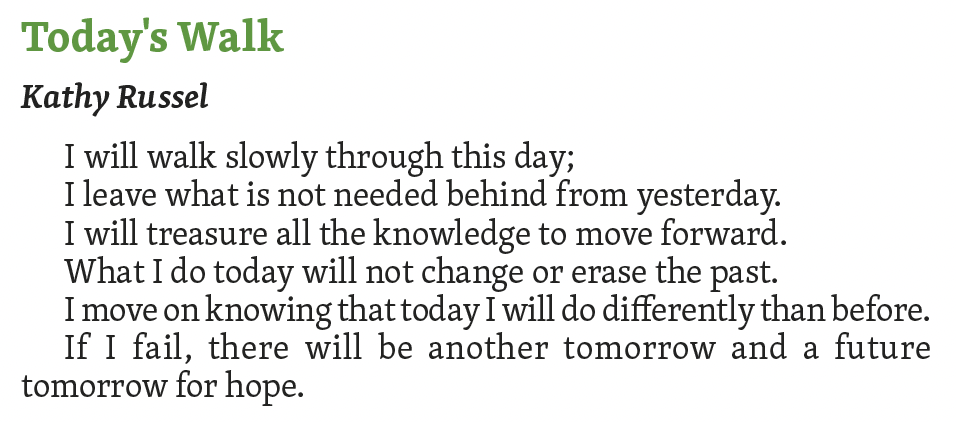 Today's Walk
Kathy Russel
I will walk slowly through this day;
I leave what is not needed behind from yesterday.
I will treasure all the knowledge to move forward.
What I do today will not change or erase the past.
I move on knowing that today I will do differently than before.
If I fail, there will be another tomorrow and a future
tomorrow for hope.